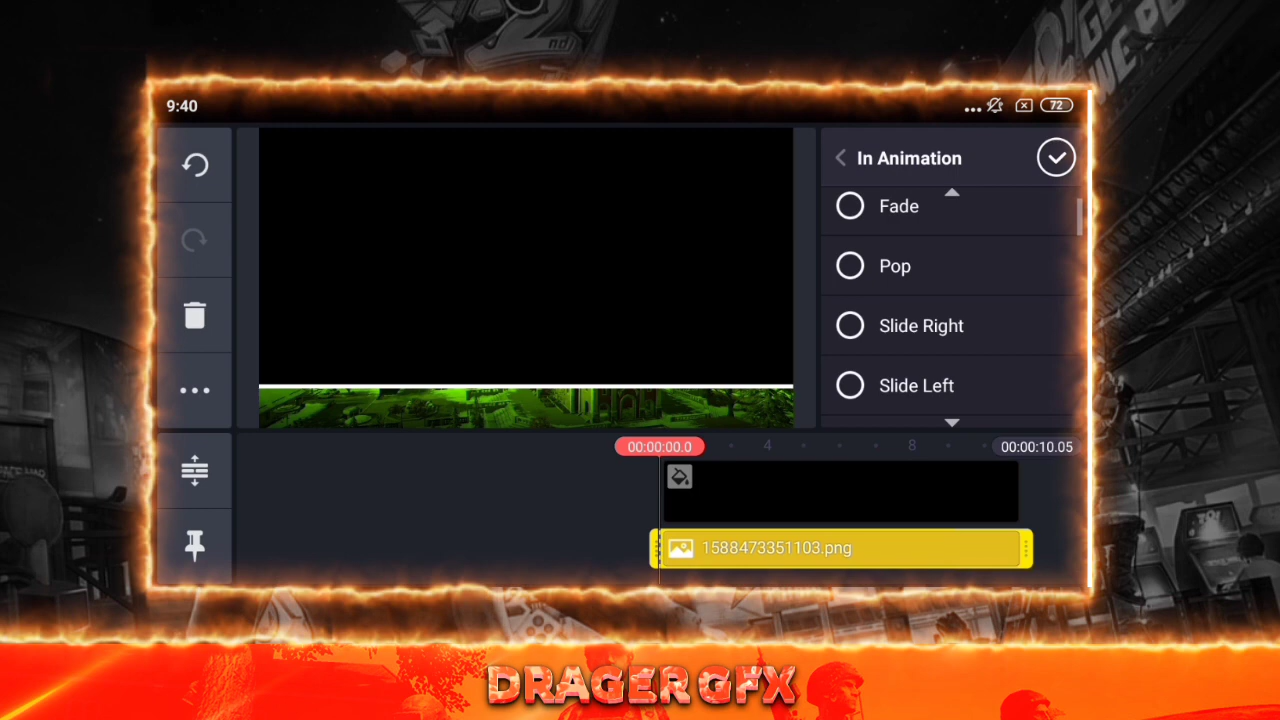 9:40
72
In Animation
Fade
Pop
Slide Right
Slide Left
00:00:00.0
4
8
00:00:10.05
1588473351103.png
DRAGER GFX